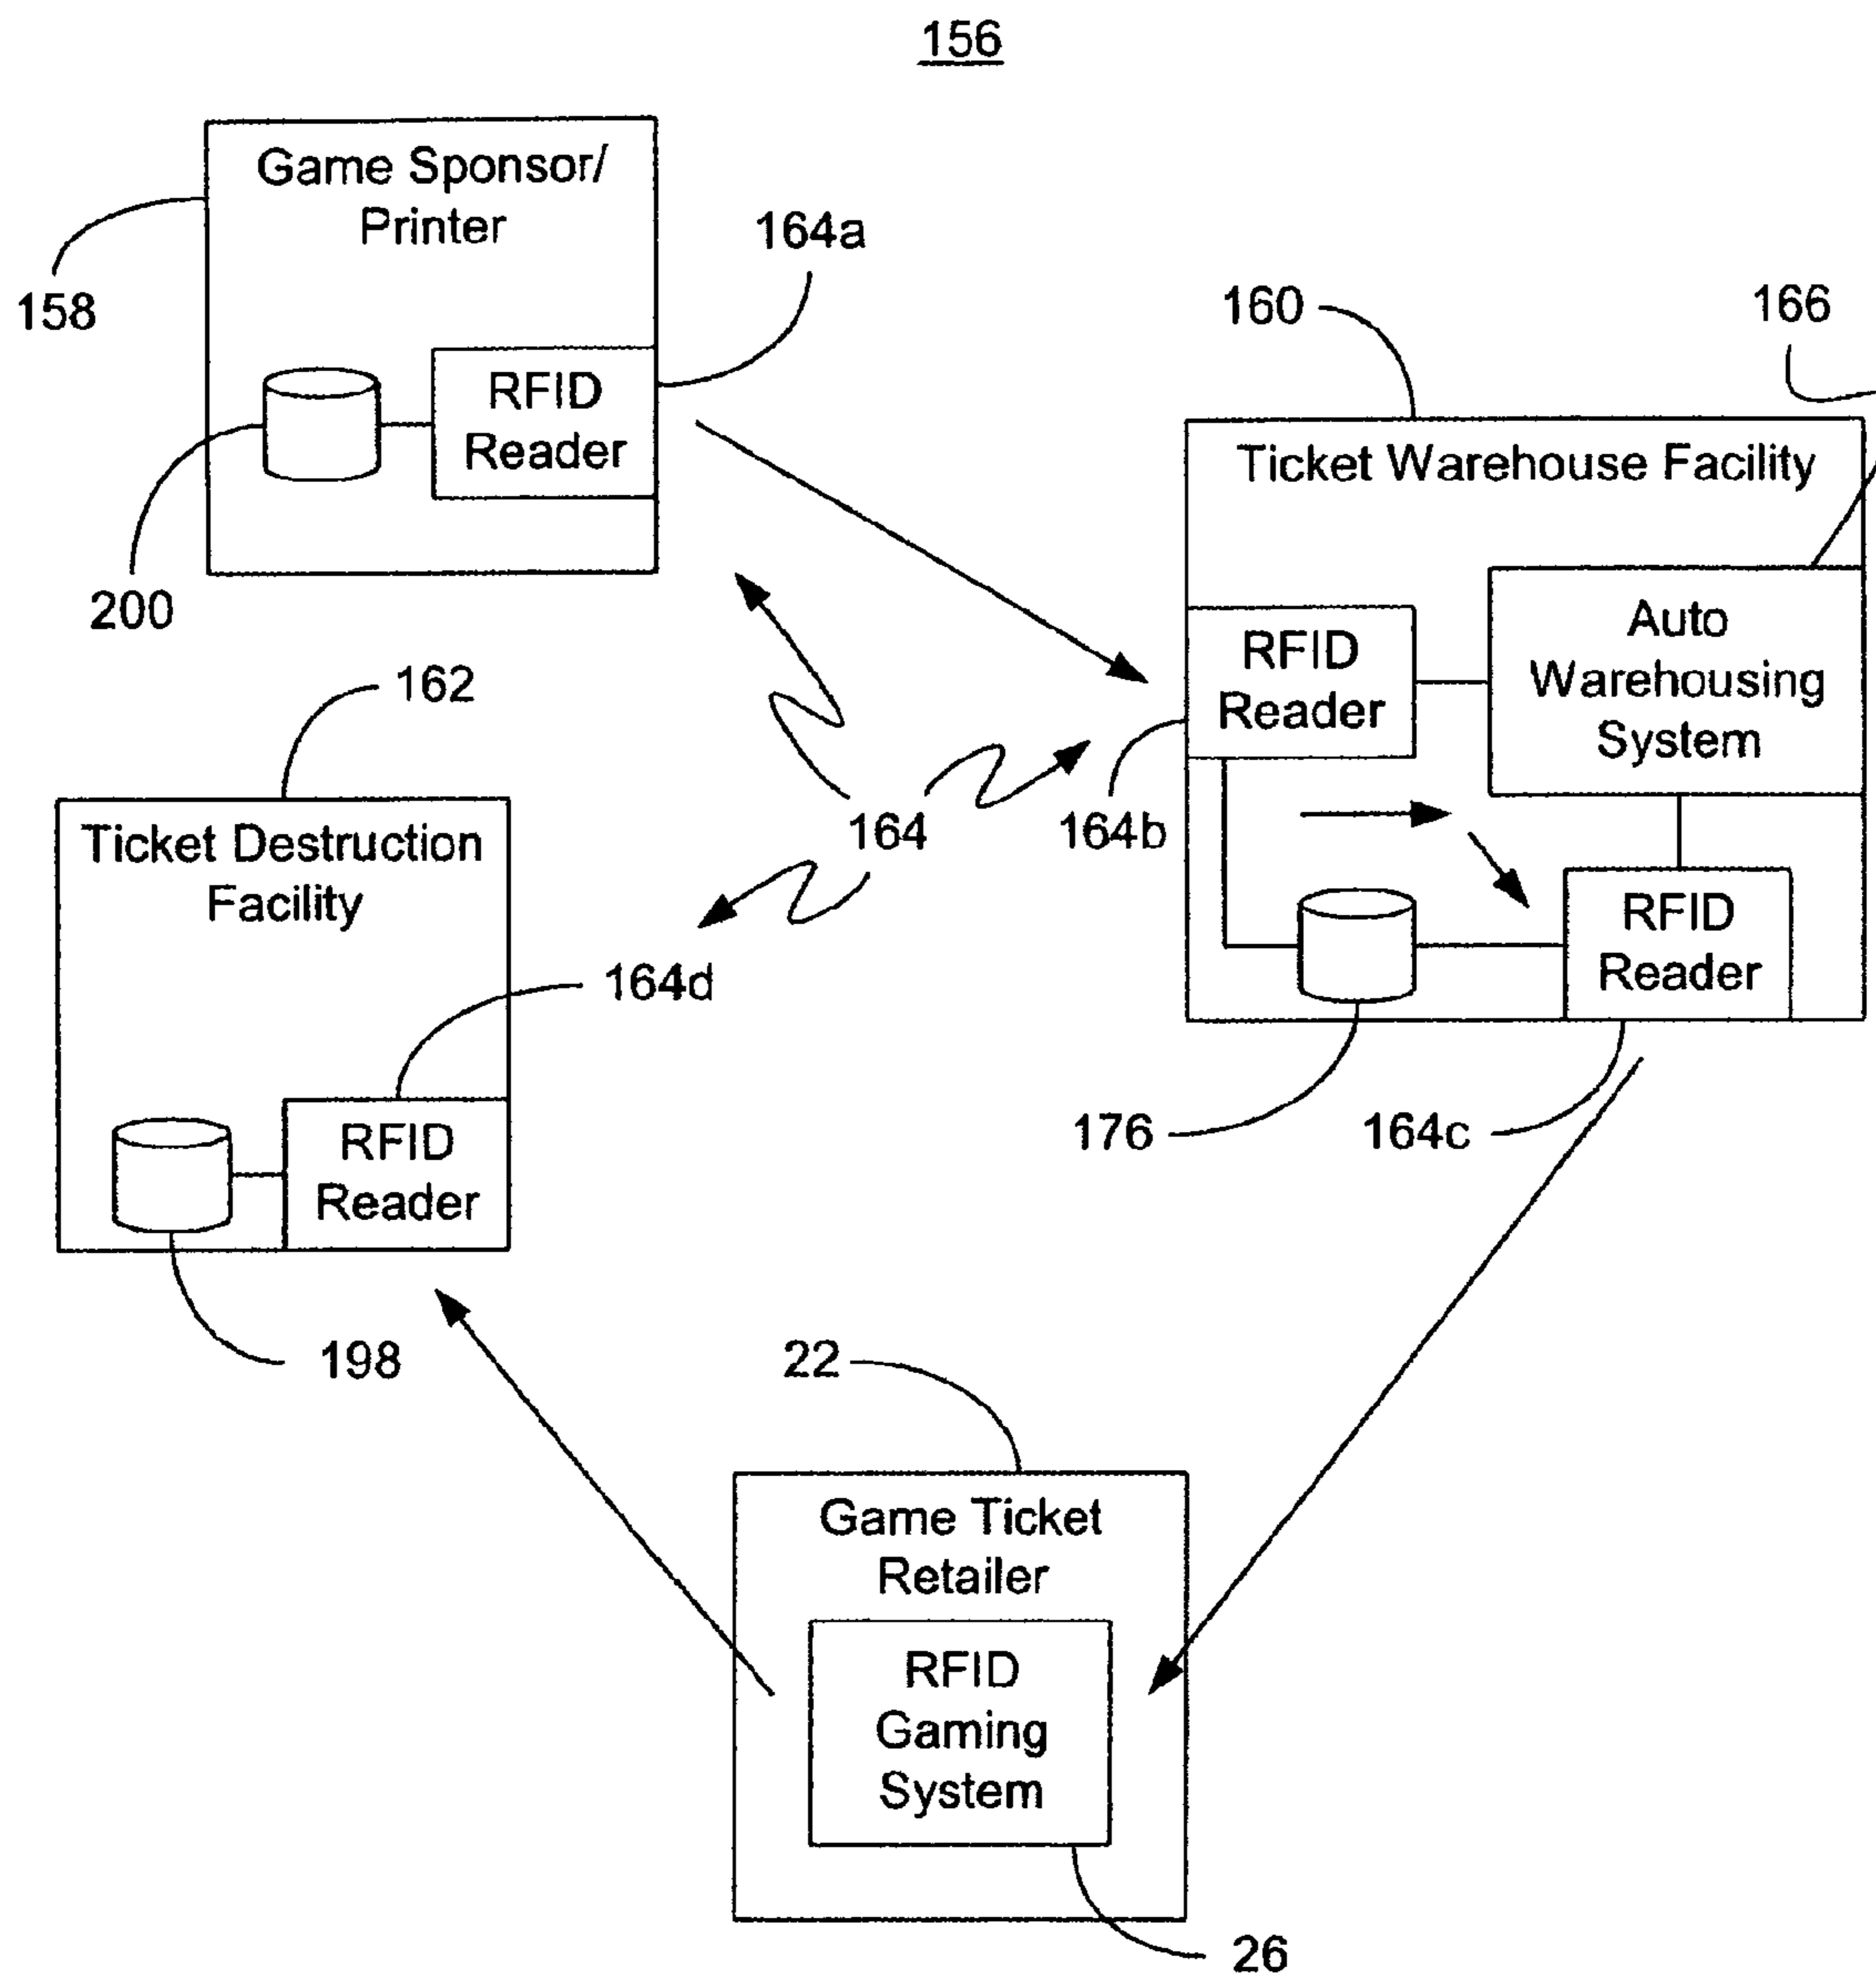 156
Game Sponsor/
Printer
158
164a
RFID
Reader
200
160
166
Ticket Warehouse Facility
RFID
Reader
Auto
Warehousing
System
164b
RFID
Reader
176
164c
164
162
Ticket Destruction
Facility
164d
RFID
Reader
198
22
Game Ticket
Retailer
RFID
Gaming
System
26